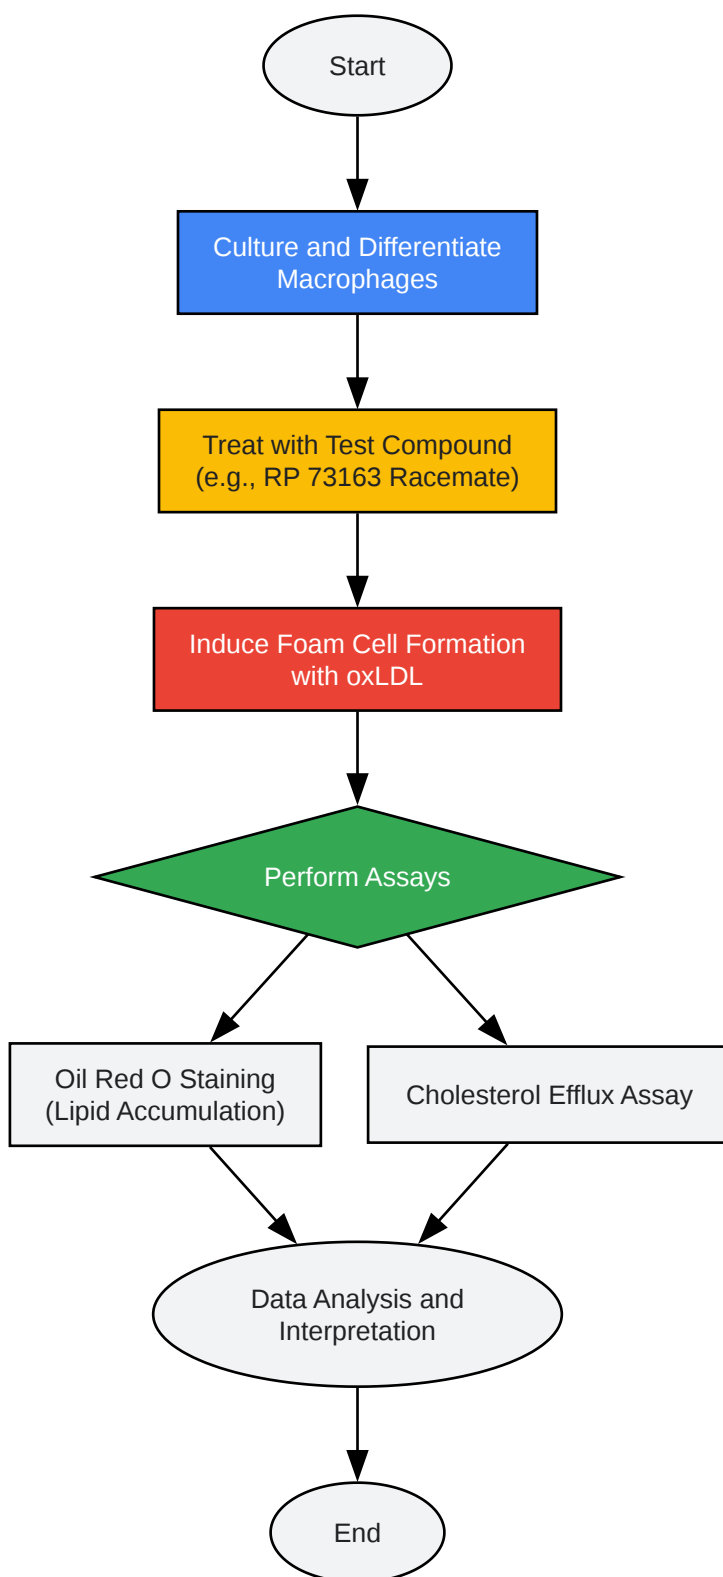 Start
Culture and Differentiate
Macrophages
Treat with Test Compound
(e.g., RP 73163 Racemate)
Induce Foam Cell Formation
with oxLDL
Perform Assays
Oil Red O Staining
(Lipid Accumulation)
Cholesterol Efflux Assay
Data Analysis and
Interpretation
End